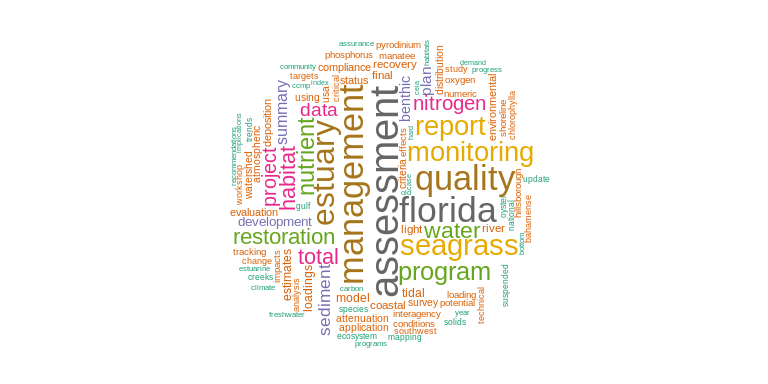 assurance
pyrodinium
phosphorus
manatee
habitats
demand
community
compliance
recovery
progress
targets
status
final
plan
distribution
study
ccmp
index
oxygen
summary
using
usa
critical
benthic
cela
numeric
data
nitrogen
environmental
deposition
management
assessment
report
shoreline
chlorophylla
trends
nutrient
estuary
hard
implications
recommendations
atmospheric
effects
monitoring
watershed
workshop
project
habitat
criteria
quality
update
case
hillsborough
gulf
florida
oyster
national
evaluation
development
bahamense
restoration
light
water
river
seagrass
bottom
tracking
total
change
estuarine
impacts
estimates
creeks
loadings
sediment
program
suspended
climate
analysis
carbon
model
tidal
loading
species
coastal
survey
potential
technical
freshwater
attenuation
interagency
year
application
conditions
solids
ecosystem
southwest
mapping
programs